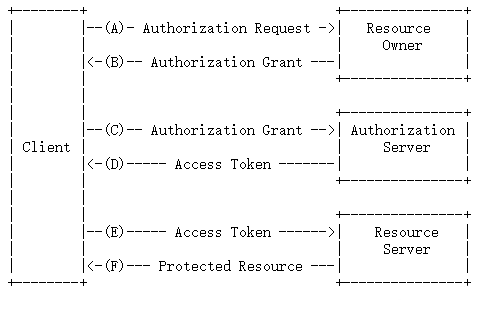 --(A)- Authorization Request ->
Resource
Owner
<-(B)-- Authorization Grant ---
--(C)-- Authorization Grant -->
Authorization
Server
Client
<-(D)----- Access Token -------
--(E)----- Access Token ------>
Resource
Server
<-(F)--- Protected Resource ---